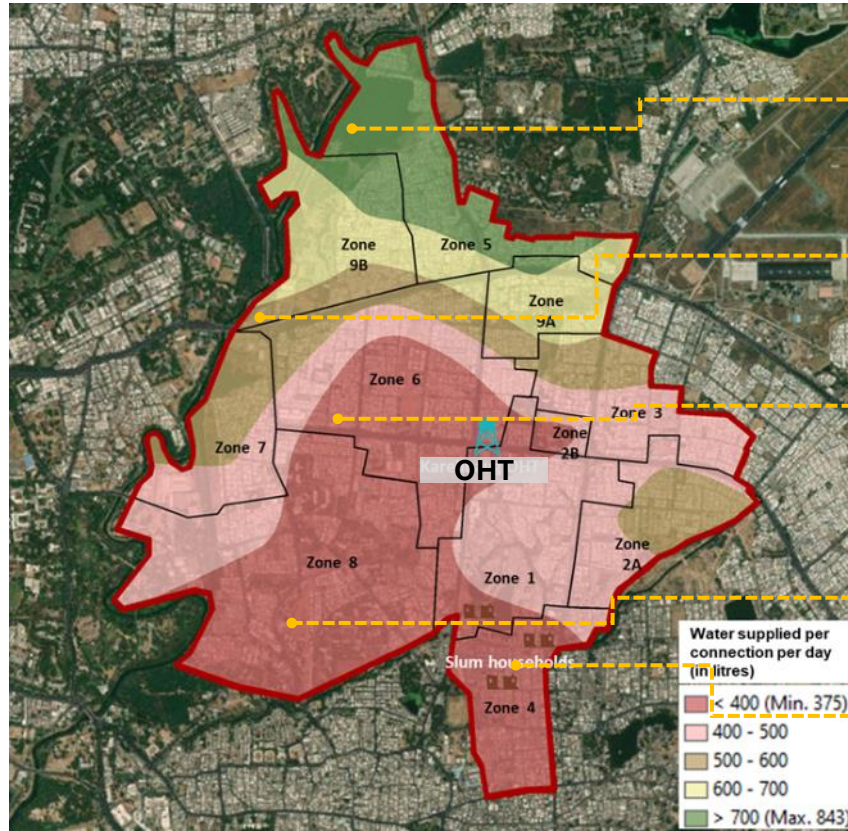 Zone
9B
Zone 5
Zone
9A
Zone 6
Zone 3
Zone
2B
OHT
Zone 7
Zone 8
Zone
2A
Zone 1
Slum households
Zone 4
Water supplied per
connection per day
(in litres)
< 400 (Min. 375)
400 - 500
500 - 600
600 - 700
> 700 (Max. 843)